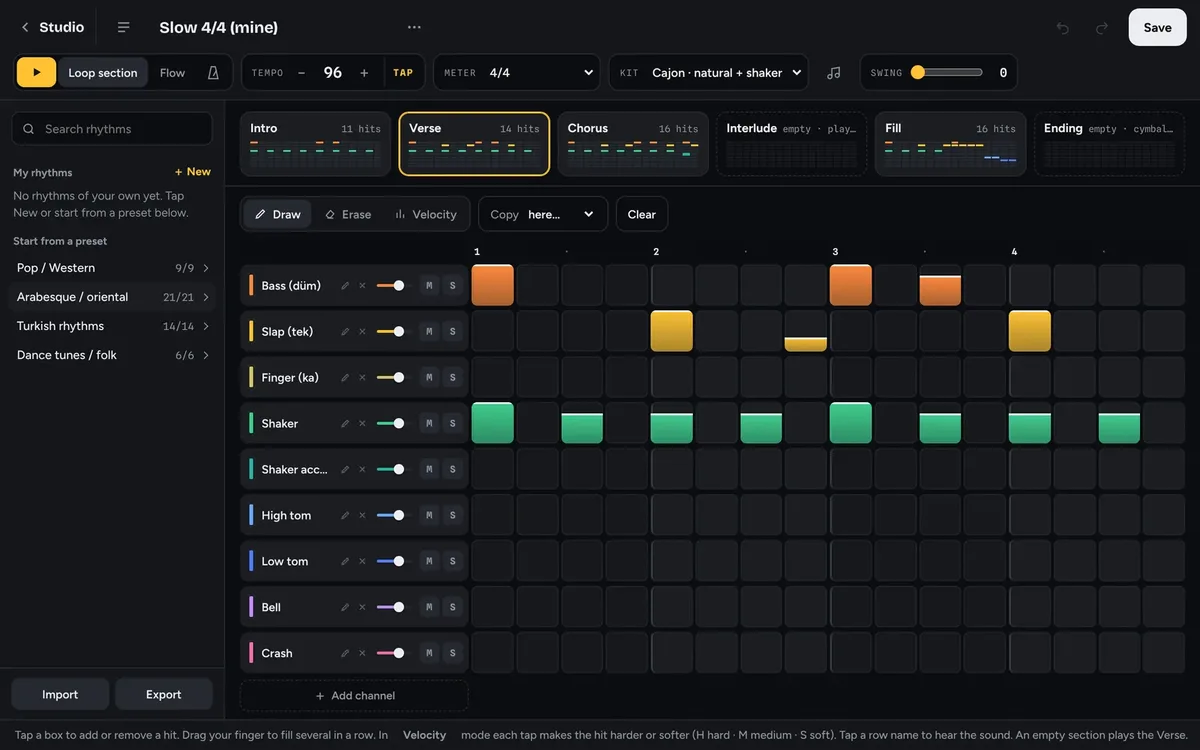 Studio
Slow 4/4 (mine)
Save
Loop section
Flow
TEMPO − 96 + TAP
METER 4/4
KIT Cajon · natural + shaker
SWING 0
Search rhythms
My rhythms
+ New
No rhythms of your own yet. Tap
New or start from a preset below.
Start from a preset
Pop / Western 9/9
Arabesque / oriental 21/21
Turkish rhythms 14/14
Dance tunes / folk 6/6
Import
Export
Intro 11 hits
Verse 14 hits
Chorus 16 hits
Interlude empty · play…
Fill 16 hits
Ending empty · cymbal…
Draw
Erase
Velocity
Copy here...
Clear
1 · 2 · 3 · 4 ·
Bass (düm) M S
Slap (tek) M S
Finger (ka) M S
Shaker M S
Shaker acc… M S
High tom M S
Low tom M S
Bell M S
Crash M S
+ Add channel
Tap a box to add or remove a hit. Drag your finger to fill several in a row. In Velocity mode each tap makes the hit harder or softer (H hard · M medium · S soft). Tap a row name to hear the sound. An empty section plays the Verse.